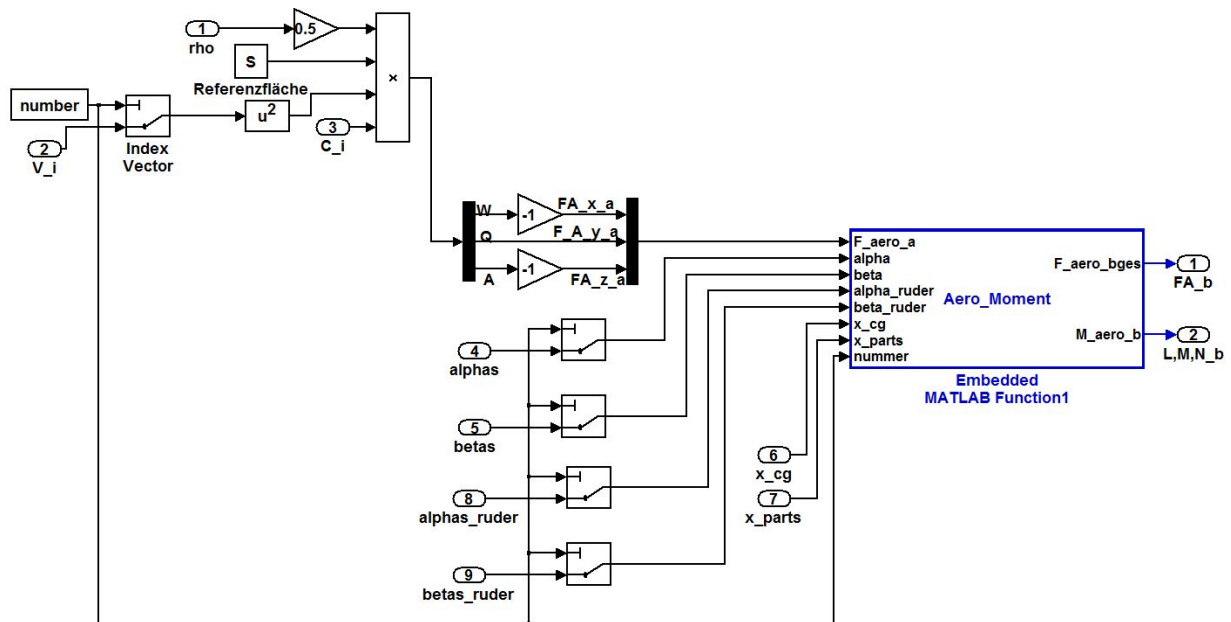 1
rho
0.5
S
Referenzfläche
number
2
V_i
Index
Vector
u²
3
C_i
×
W
Q
A
-1
-1
FA_x_a
F_A_y_a
FA_z_a
4
alphas
5
betas
8
alphas_ruder
9
betas_ruder
6
x_cg
7
x_parts
F_aero_a
alpha
beta
alpha_ruder
beta_ruder
x_cg
x_parts
nummer
Aero_Moment
F_aero_bges
M_aero_b
Embedded
MATLAB Function1
1
FA_b
2
L,M,N_b